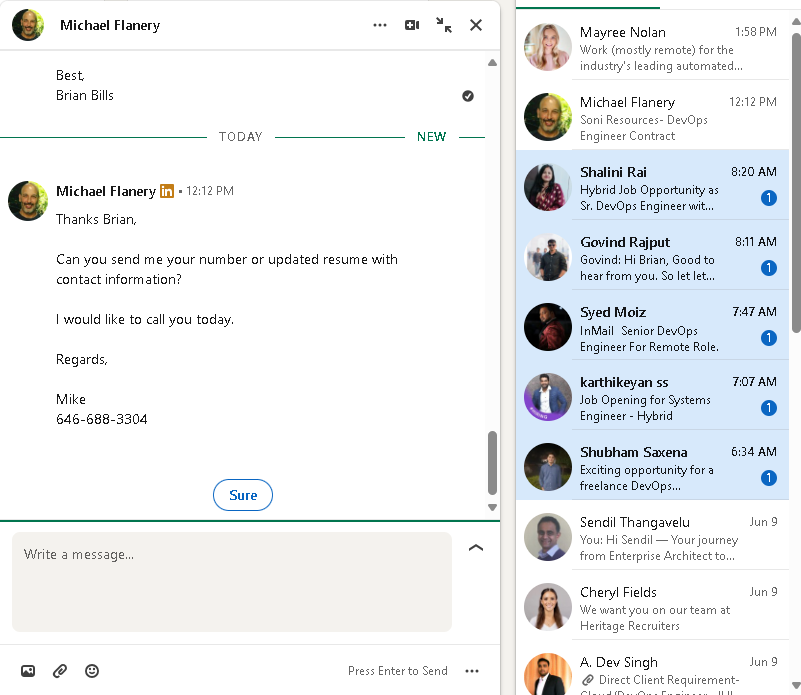 Michael Flanery
Best,
Brian Bills
TODAY
NEW
Michael Flanery in • 12:12 PM
Thanks Brian,
Can you send me your number or updated resume with
contact information?
I would like to call you today.
Regards,
Mike
646-688-3304
Sure
Write a message...
Press Enter to Send
Mayree Nolan 1:58 PM
Work (mostly remote) for the
industry's leading automated...
Michael Flanery 12:12 PM
Soni Resources- DevOps
Engineer Contract
Shalini Rai 8:20 AM
Hybrid Job Opportunity as
Sr. DevOps Engineer wit... 1
Govind Rajput 8:11 AM
Govind: Hi Brian, Good to
hear from you. So let let... 1
Syed Moiz 7:47 AM
InMail Senior DevOps
Engineer For Remote Role. 1
karthikeyan ss 7:07 AM
Job Opening for Systems
Engineer - Hybrid 1
Shubham Saxena 6:34 AM
Exciting opportunity for a
freelance DevOps... 1
Sendil Thangavelu Jun 9
You: Hi Sendil — Your journey
from Enterprise Architect to...
Cheryl Fields Jun 9
We want you on our team at
Heritage Recruiters
A. Dev Singh Jun 9
Direct Client Requirement-